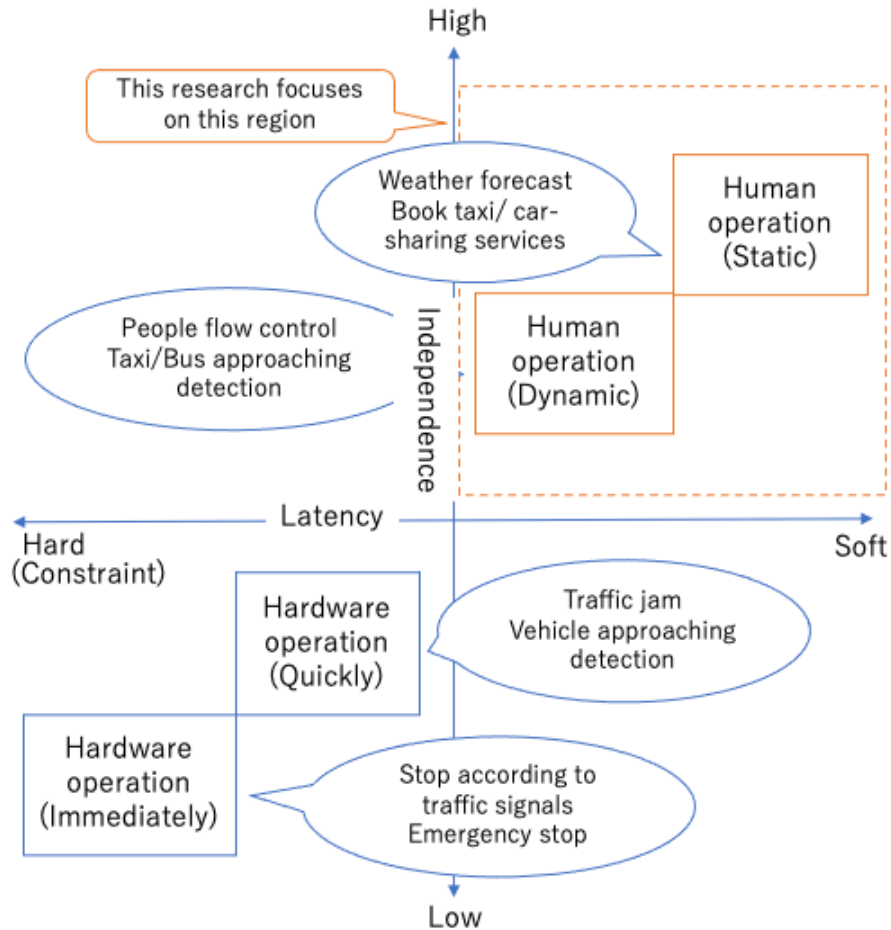 High
This research focuses
on this region
Weather forecast
Book taxi/ car-
sharing services
Human
operation
(Static)
People flow control
Taxi/Bus approaching
detection
Independence
Human
operation
(Dynamic)
Latency
Hard
(Constraint)
Soft
Hardware
operation
(Quickly)
Traffic jam
Vehicle approaching
detection
Hardware
operation
(Immediately)
Stop according to
traffic signals
Emergency stop
Low